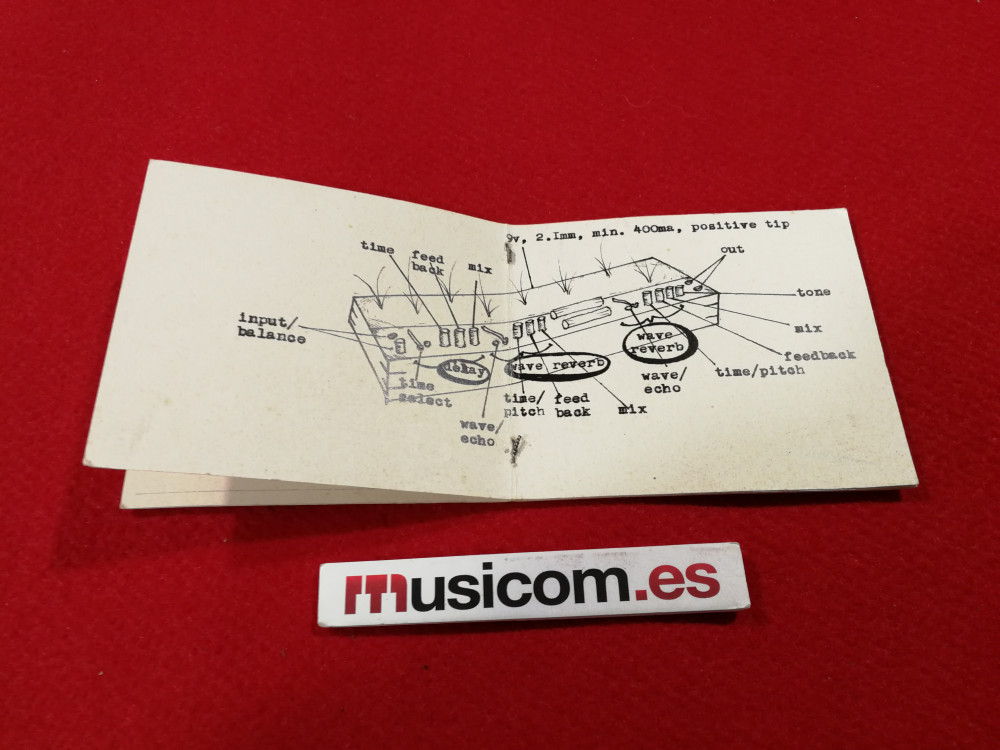 9v, 2.1mm, min. 400ma, positive tip
time
feed
back
mix
out
input/
balance
tone
mix
feedback
time/pitch
wave
reverb
wave/
echo
delay
wave reverb
time
select
time/
pitch
feed
back
mix
wave/
echo
musicom.es